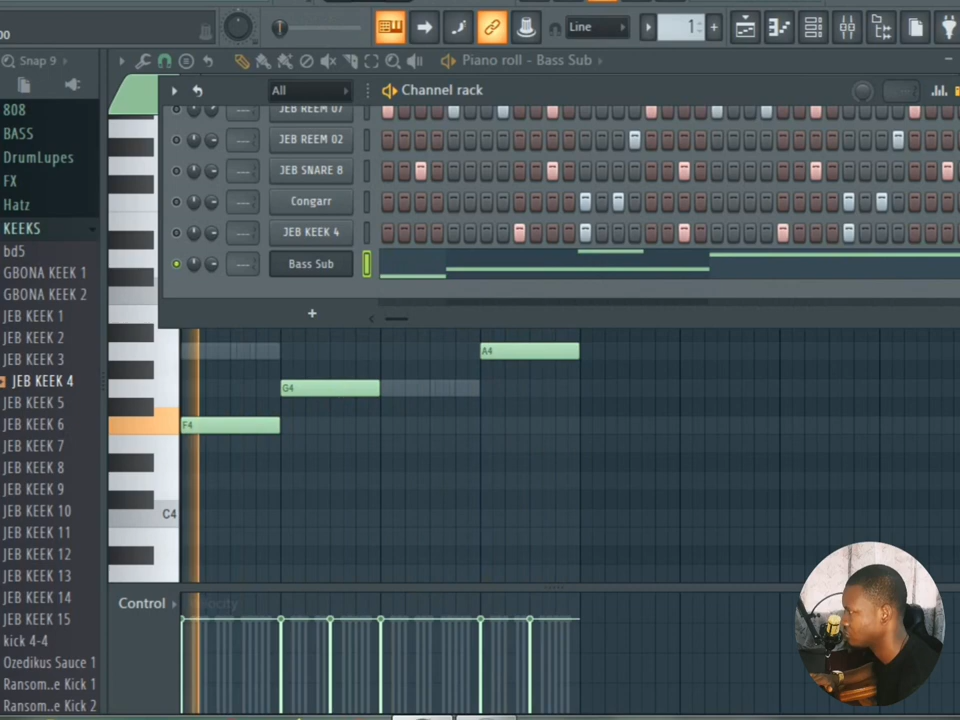 00
Line
1
Snap 9
Piano roll - Bass Sub
All
Channel rack
808
BASS
DrumLupes
FX
Hatz
KEEKS
bd5
GBONA KEEK 1
GBONA KEEK 2
JEB KEEK 1
JEB KEEK 2
JEB KEEK 3
JEB KEEK 4
JEB KEEK 5
JEB KEEK 6
JEB KEEK 7
JEB KEEK 8
JEB KEEK 9
JEB KEEK 10
JEB KEEK 11
JEB KEEK 12
JEB KEEK 13
JEB KEEK 14
JEB KEEK 15
kick 4-4
Ozedikus Sauce 1
Ransom..e Kick 1
Ransom..e Kick 2
JEB REEM 07
JEB REEM 02
JEB SNARE 8
Congarr
JEB KEEK 4
Bass Sub
+
A4
G4
F4
C4
Control
Velocity